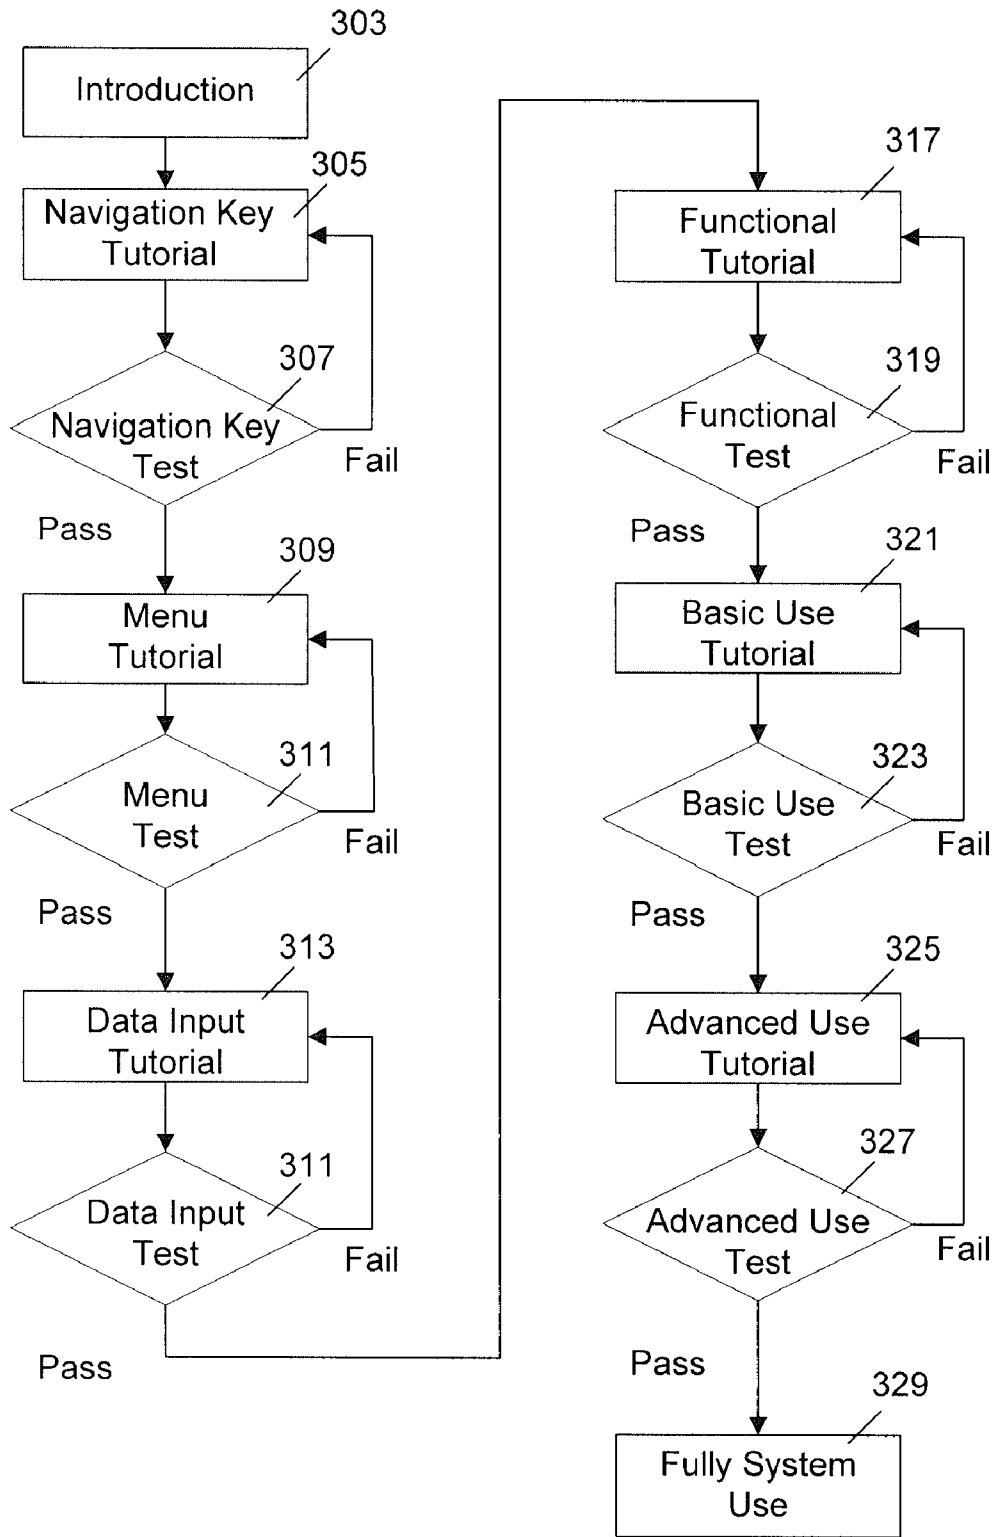 303
Introduction
305
Navigation Key
Tutorial
307
Navigation Key
Test
Fail
Pass
309
Menu
Tutorial
311
Menu
Test
Fail
Pass
313
Data Input
Tutorial
311
Data Input
Test
Fail
Pass
317
Functional
Tutorial
319
Functional
Test
Fail
Pass
321
Basic Use
Tutorial
323
Basic Use
Test
Fail
Pass
325
Advanced Use
Tutorial
327
Advanced Use
Test
Fail
Pass
329
Fully System
Use